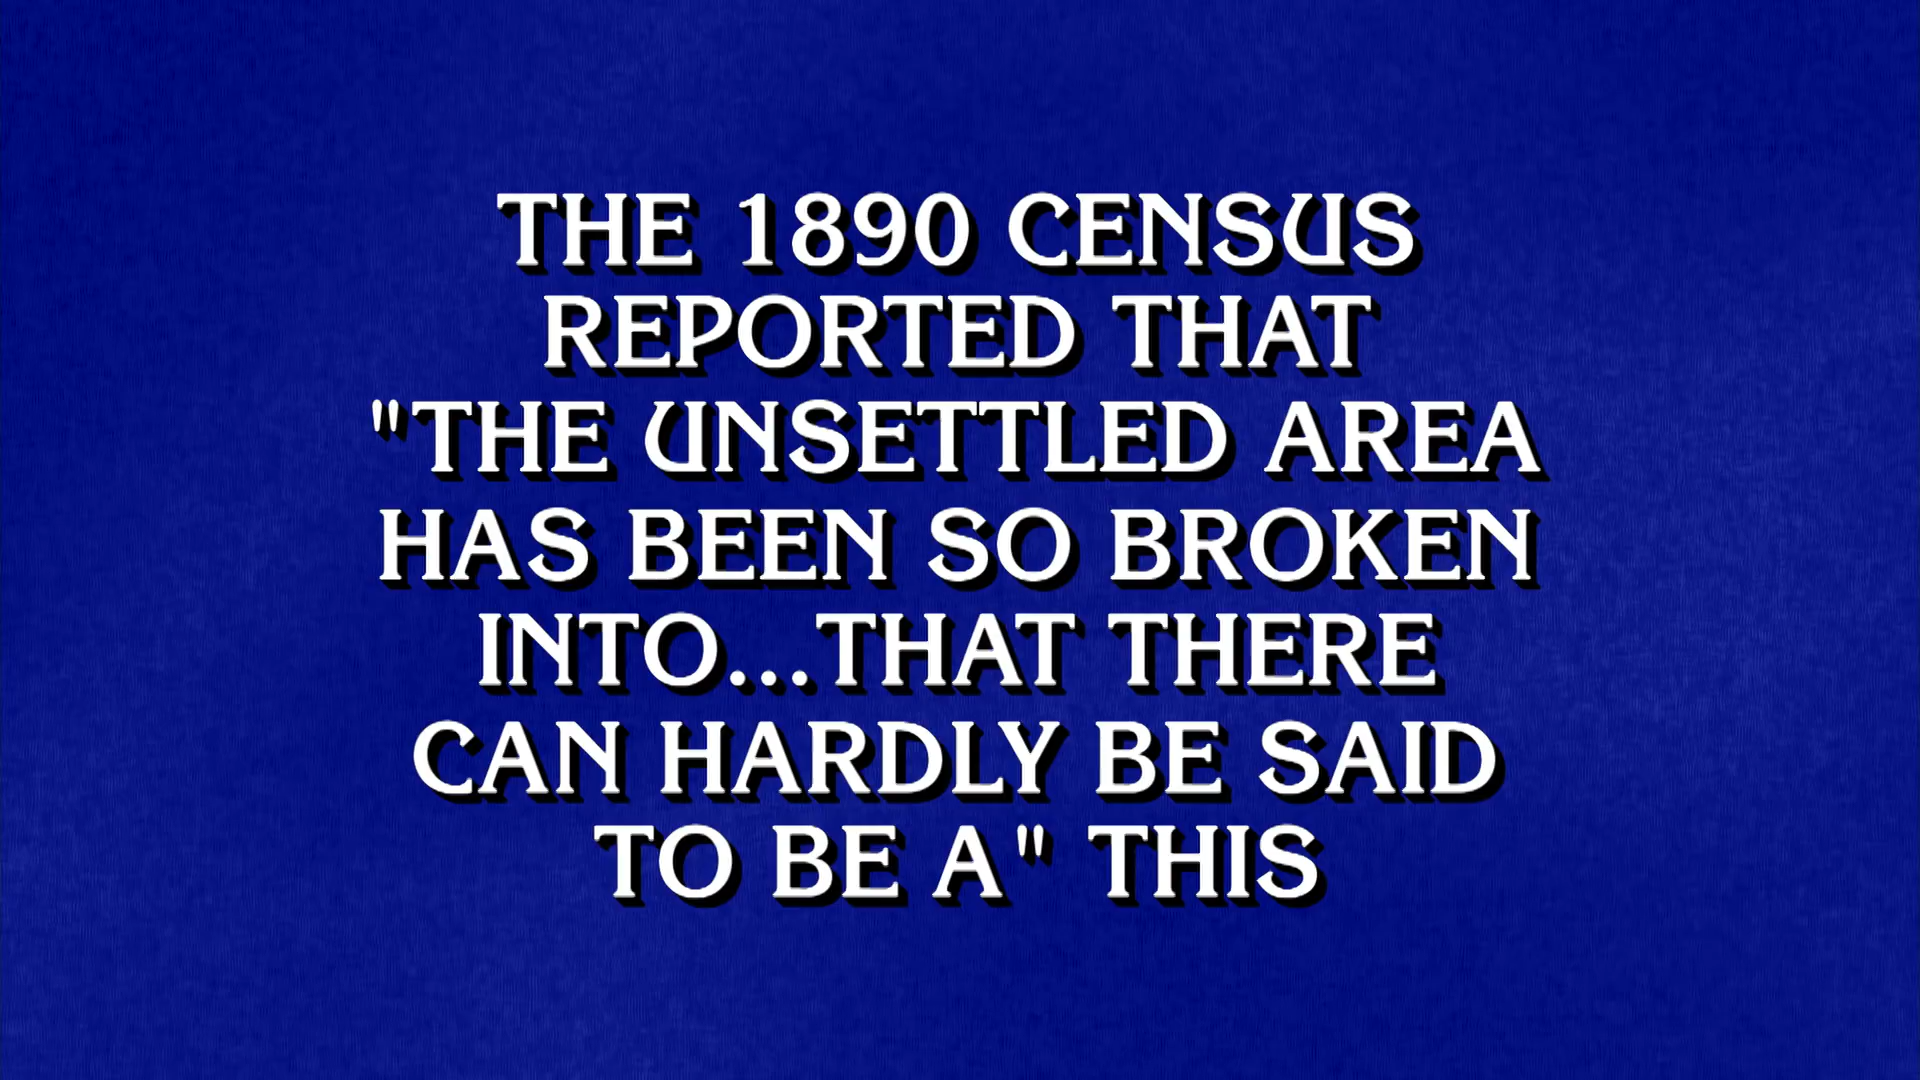 THE 1890 CENSUS
REPORTED THAT
"THE UNSETTLED AREA
HAS BEEN SO BROKEN
INTO...THAT THERE
CAN HARDLY BE SAID
TO BE A" THIS